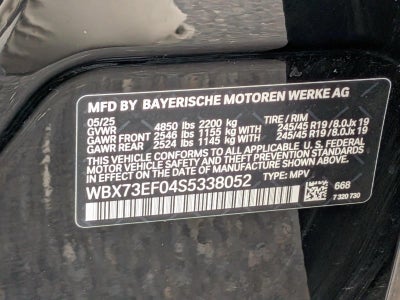 MFD BY BAYERISCHE MOTOREN WERKE AG
05/25 TIRE / RIM
GVWR 4850 lbs 2200 kg
GAWR FRONT 2546 lbs 1155 kg WITH 245/45 R19 /8.0Jx 19
GAWR REAR 2524 lbs 1145 kg WITH 245/45 R19 /8.0Jx 19
THIS VEHICLE CONFORMS TO ALL APPLICABLE U.S. FEDERAL
MOTOR VEHICLE SAFETY AND THEFT PREVENTION STANDARDS
IN EFFECT ON THE DATE OF MANUFACTURE SHOWN ABOVE.
WBX73EF04S5338052 TYPE: MPV
668
7 320 730